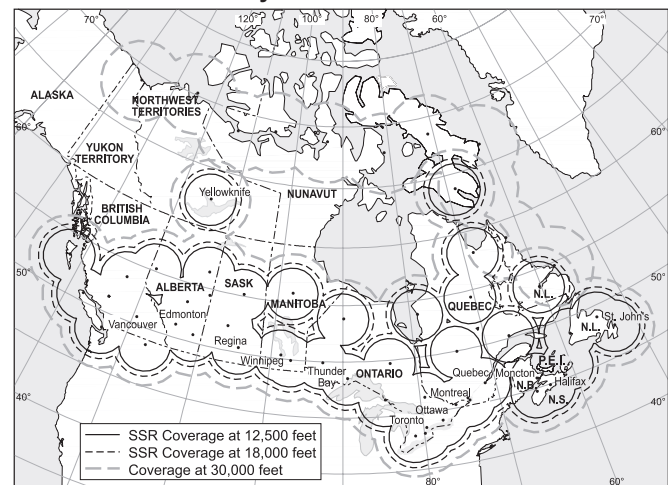 70°
120°
100°
80°
60°
70°
ALASKA
NORTHWEST
TERRITORIES
60°
60°
YUKON
TERRITORY
Yellowknife
NUNAVUT
BRITISH
COLUMBIA
50°
50°
ALBERTA
SASK
MANITOBA
QUEBEC
N.L.
St. John's
N.L.
Edmonton
Vancouver
Regina
Winnipeg
Thunder
Bay
ONTARIO
Quebec
Moncton
P.E.I.
Halifax
N.B.
N.S.
Montreal
Ottawa
Toronto
40°
40°
SSR Coverage at 12,500 feet
SSR Coverage at 18,000 feet
Coverage at 30,000 feet
80°
60°